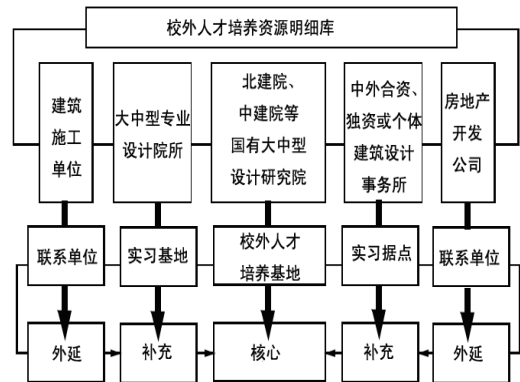 校外人才培养资源明细库
建筑
施工
单位
大中型专业
设计院所
北建院、
中建院等
国有大中型
设计研究院
中外合资、
独资或个体
建筑设计
事务所
房地产
开发
公司
联系单位
实习基地
校外人才
培养基地
实习据点
联系单位
外延
补充
核心
补充
外延